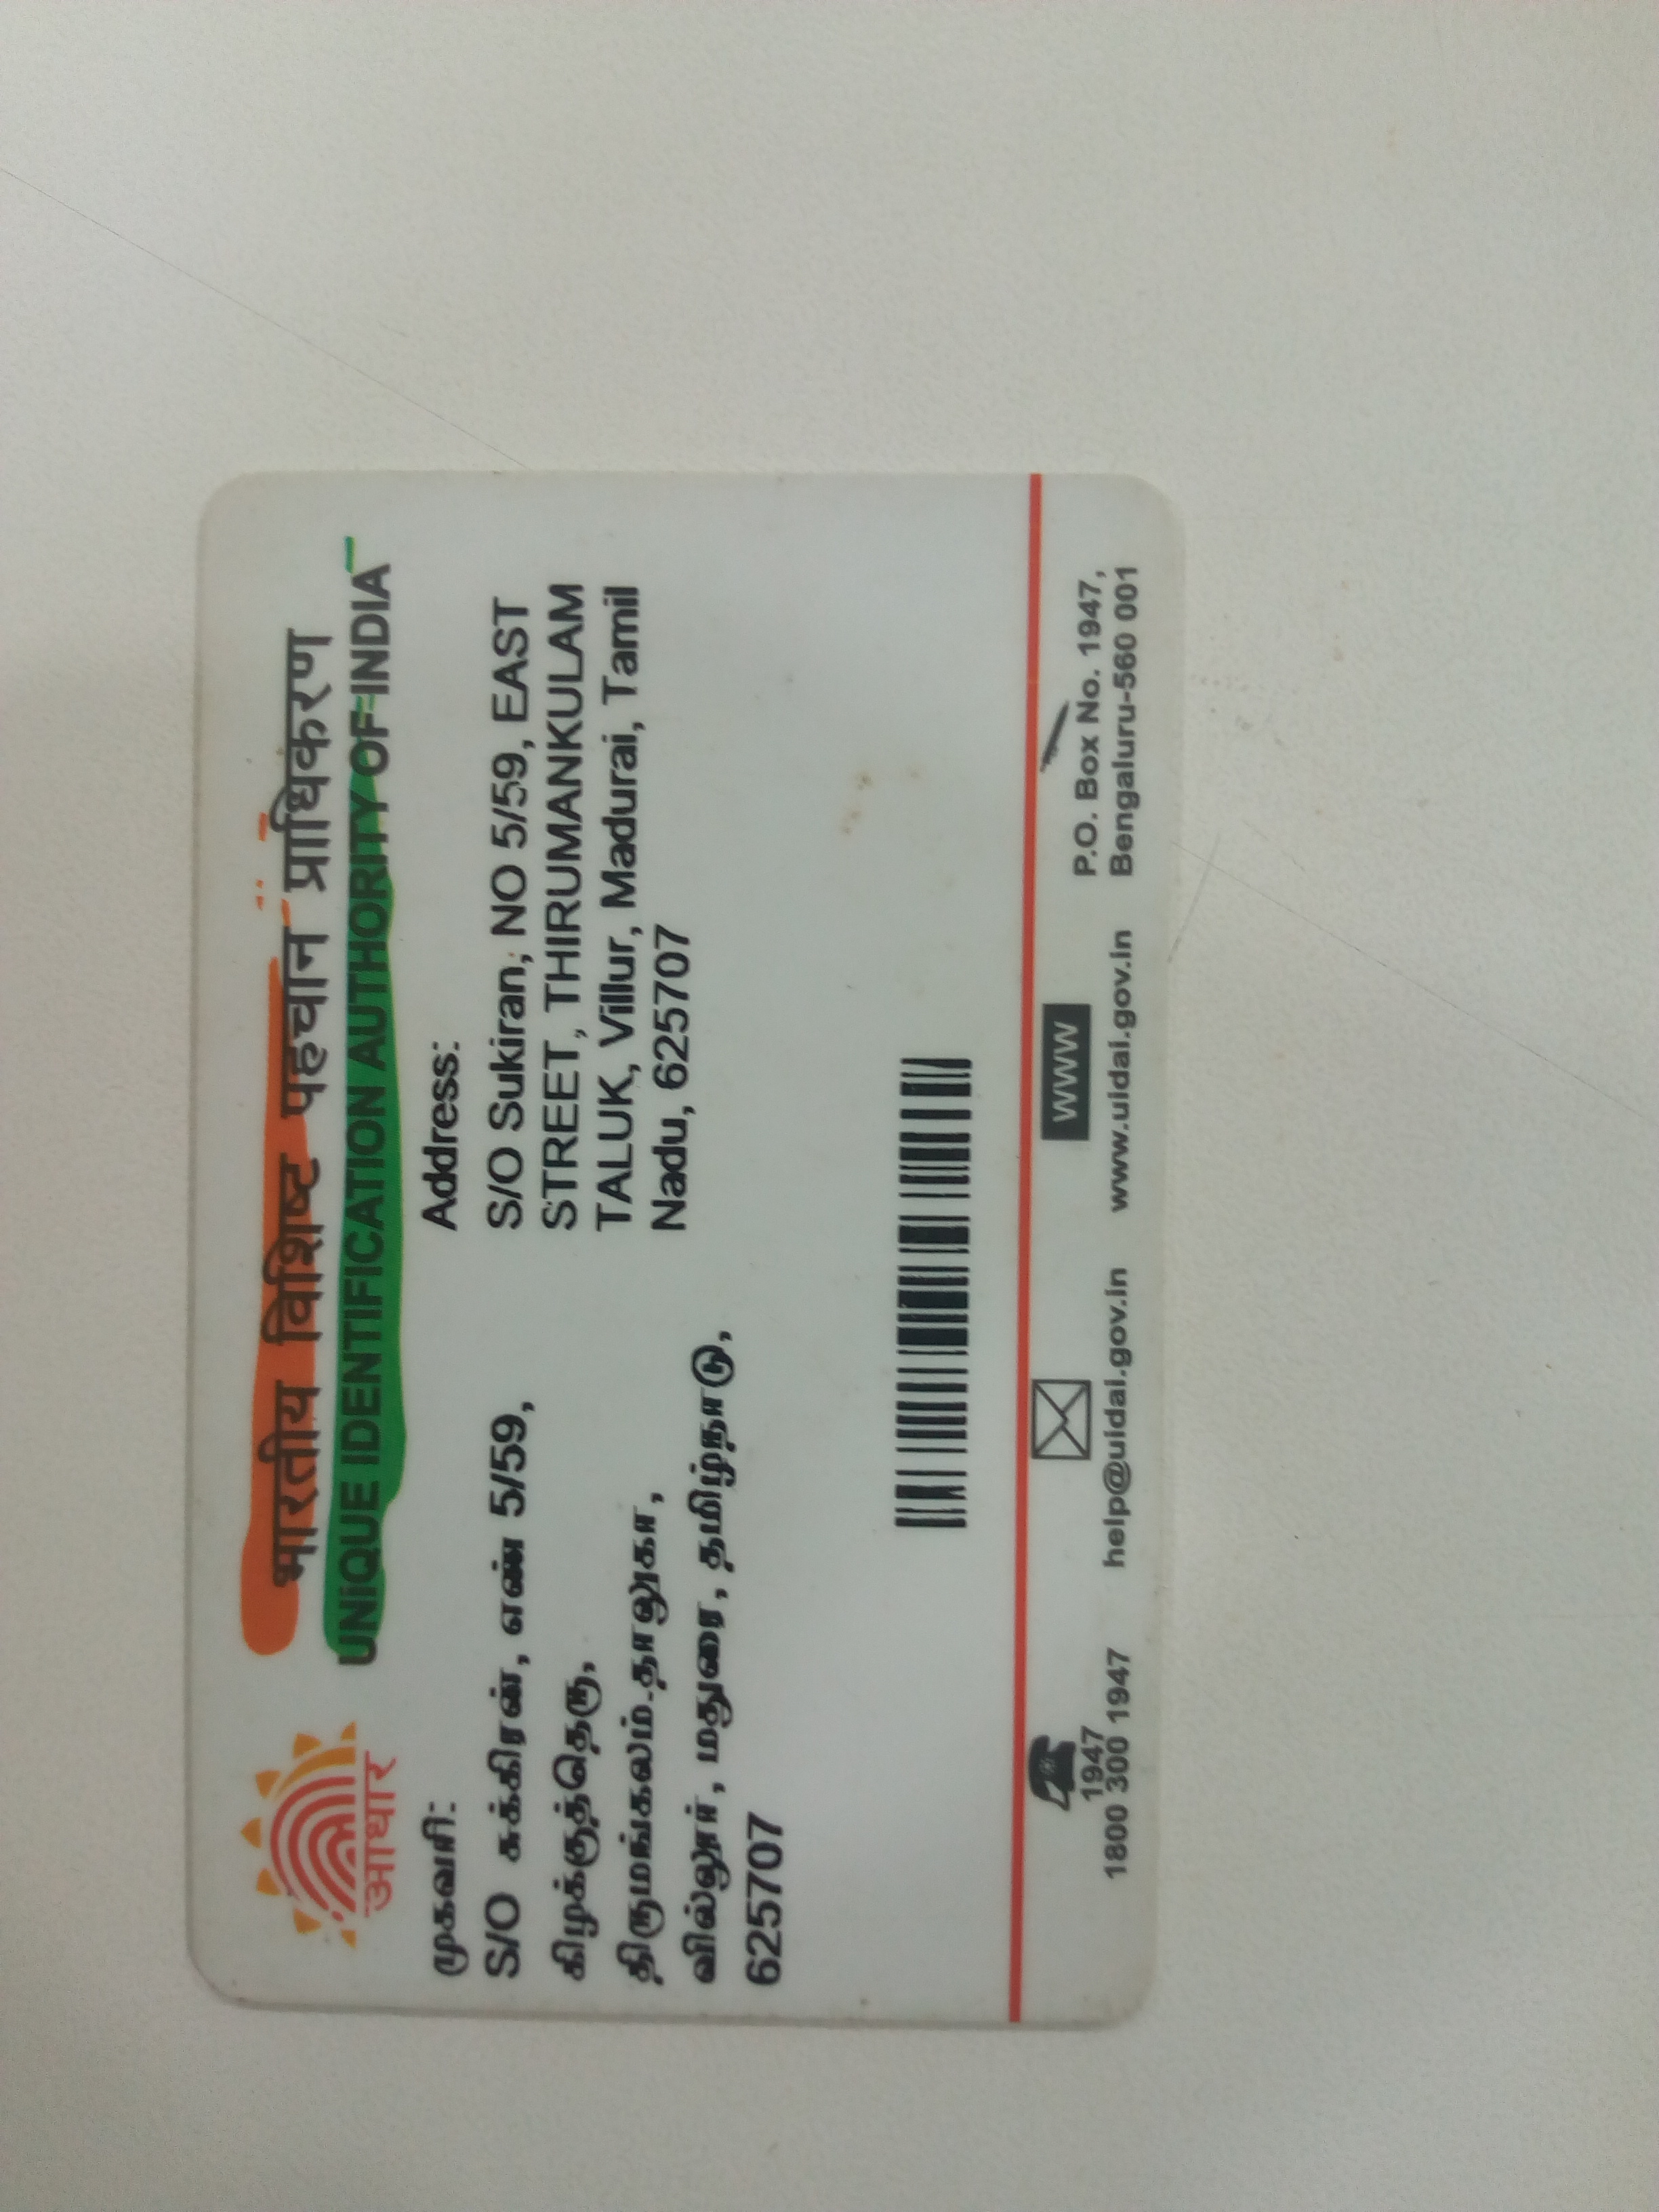 भारतीय विशिष्ट पहचान प्राधिकरण
UNIQUE IDENTIFICATION AUTHORITY OF INDIA
आधार
முகவரி:
S/O சுக்கிரன், எண் 5/59,
கிழக்குத்தெரு,
திருமங்கலம்-தாலுகா,
வில்லூர், மதுரை, தமிழ்நாடு,
625707
Address:
S/O Sukiran, NO 5/59, EAST
STREET, THIRUMANKULAM
TALUK, Villur, Madurai, Tamil
Nadu, 625707
1947
1800 300 1947
help@uidai.gov.in
WWW
www.uidai.gov.in
P.O. Box No. 1947,
Bengaluru-560 001